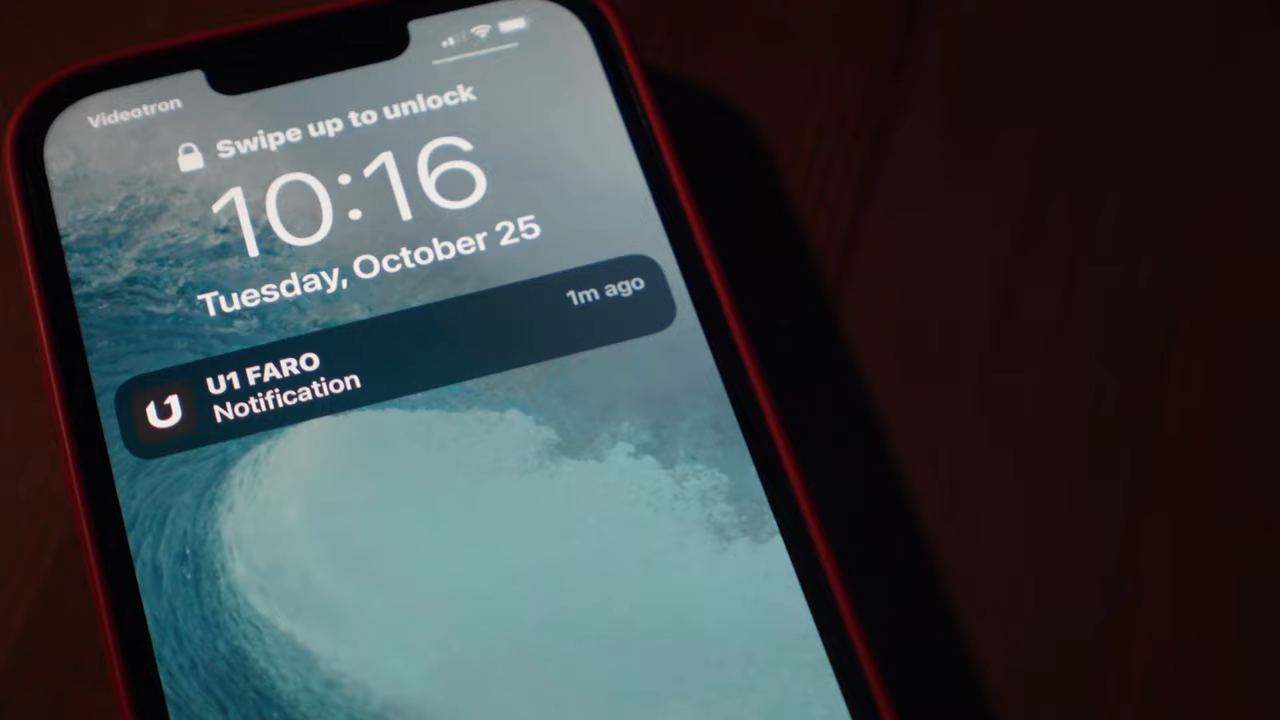 Videotron
Swipe up to unlock
10:16
Tuesday, October 25
1m ago
U1 FARO
Notification